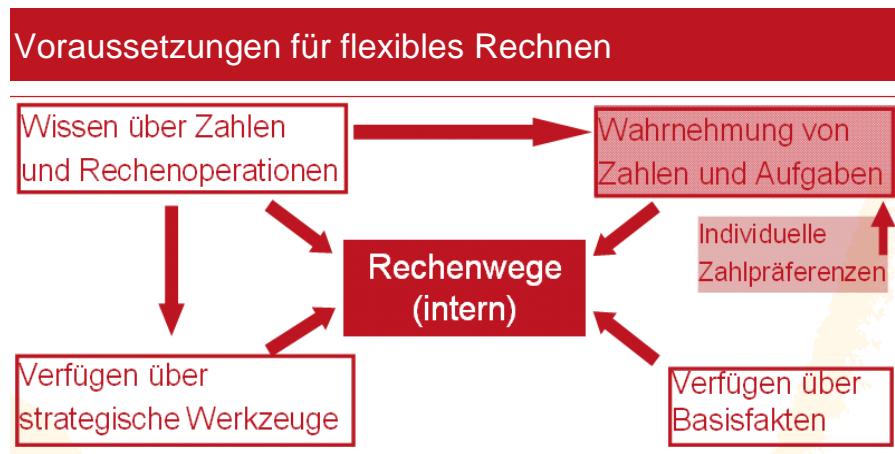 Voraussetzungen für flexibles Rechnen
Wissen über Zahlen
und Rechenoperationen
Wahrnehmung von
Zahlen und Aufgaben
Individuelle
Zahlpräferenzen
Rechenwege
(intern)
Verfügen über
strategische Werkzeuge
Verfügen über
Basisfakten